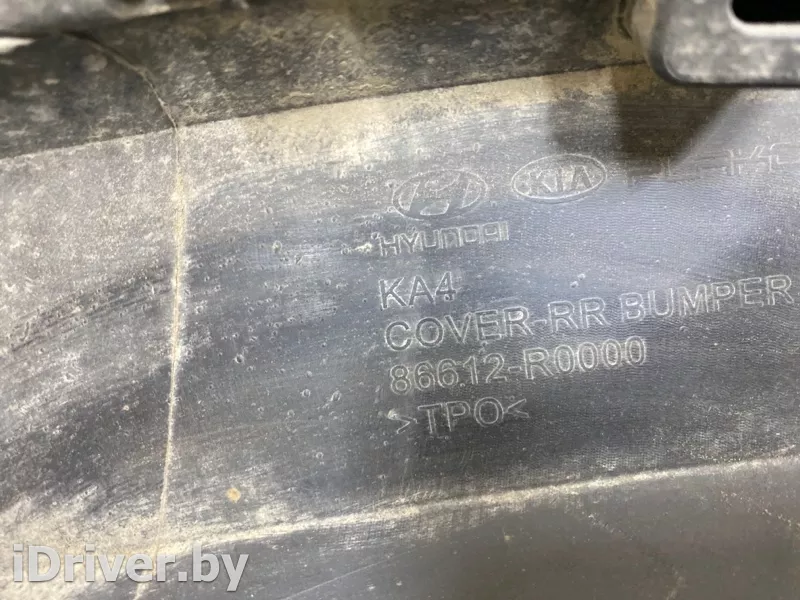 KIA
HYUNDAI
KA4
COVER-RR BUMPER
86612-R0000
>TPO<
iDriver.by